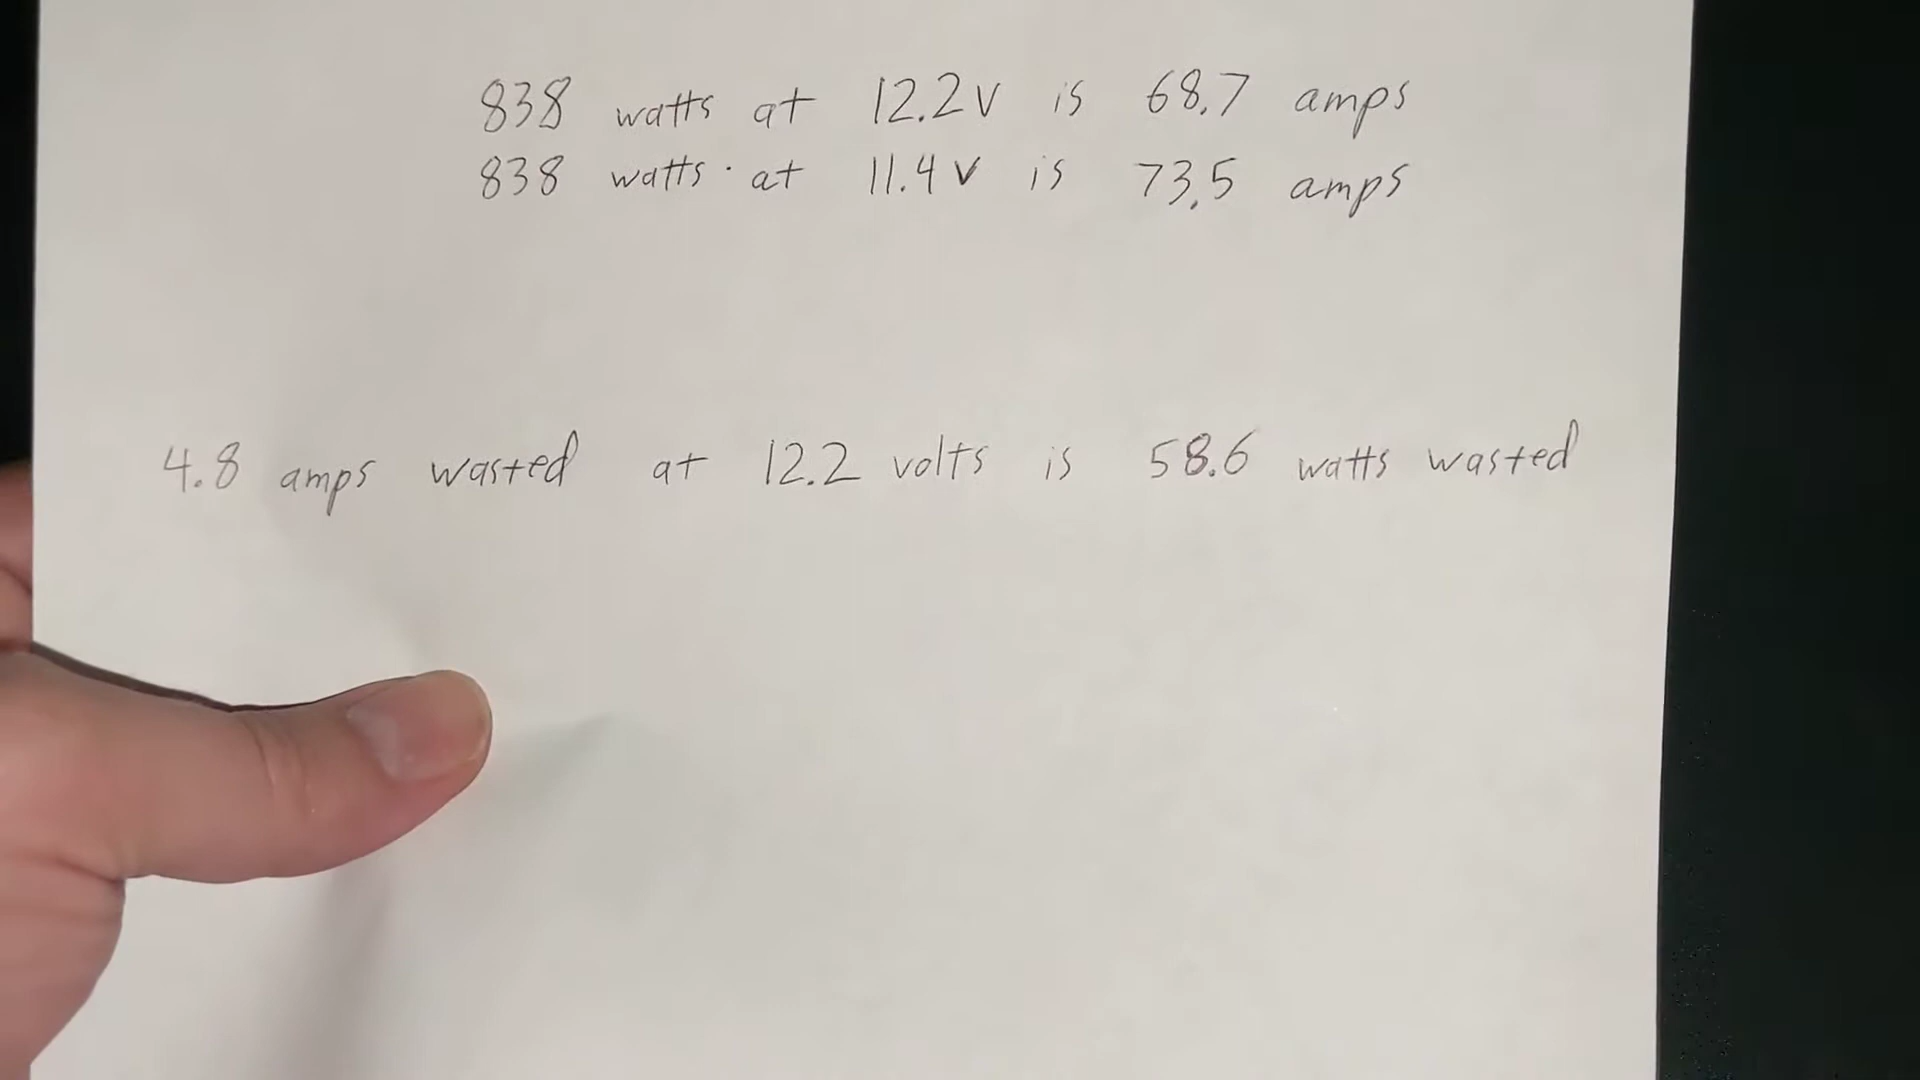 838 watts at 12.2v is 68.7 amps
838 watts at 11.4v is 73.5 amps
4.8 amps wasted at 12.2 volts is 58.6 watts wasted